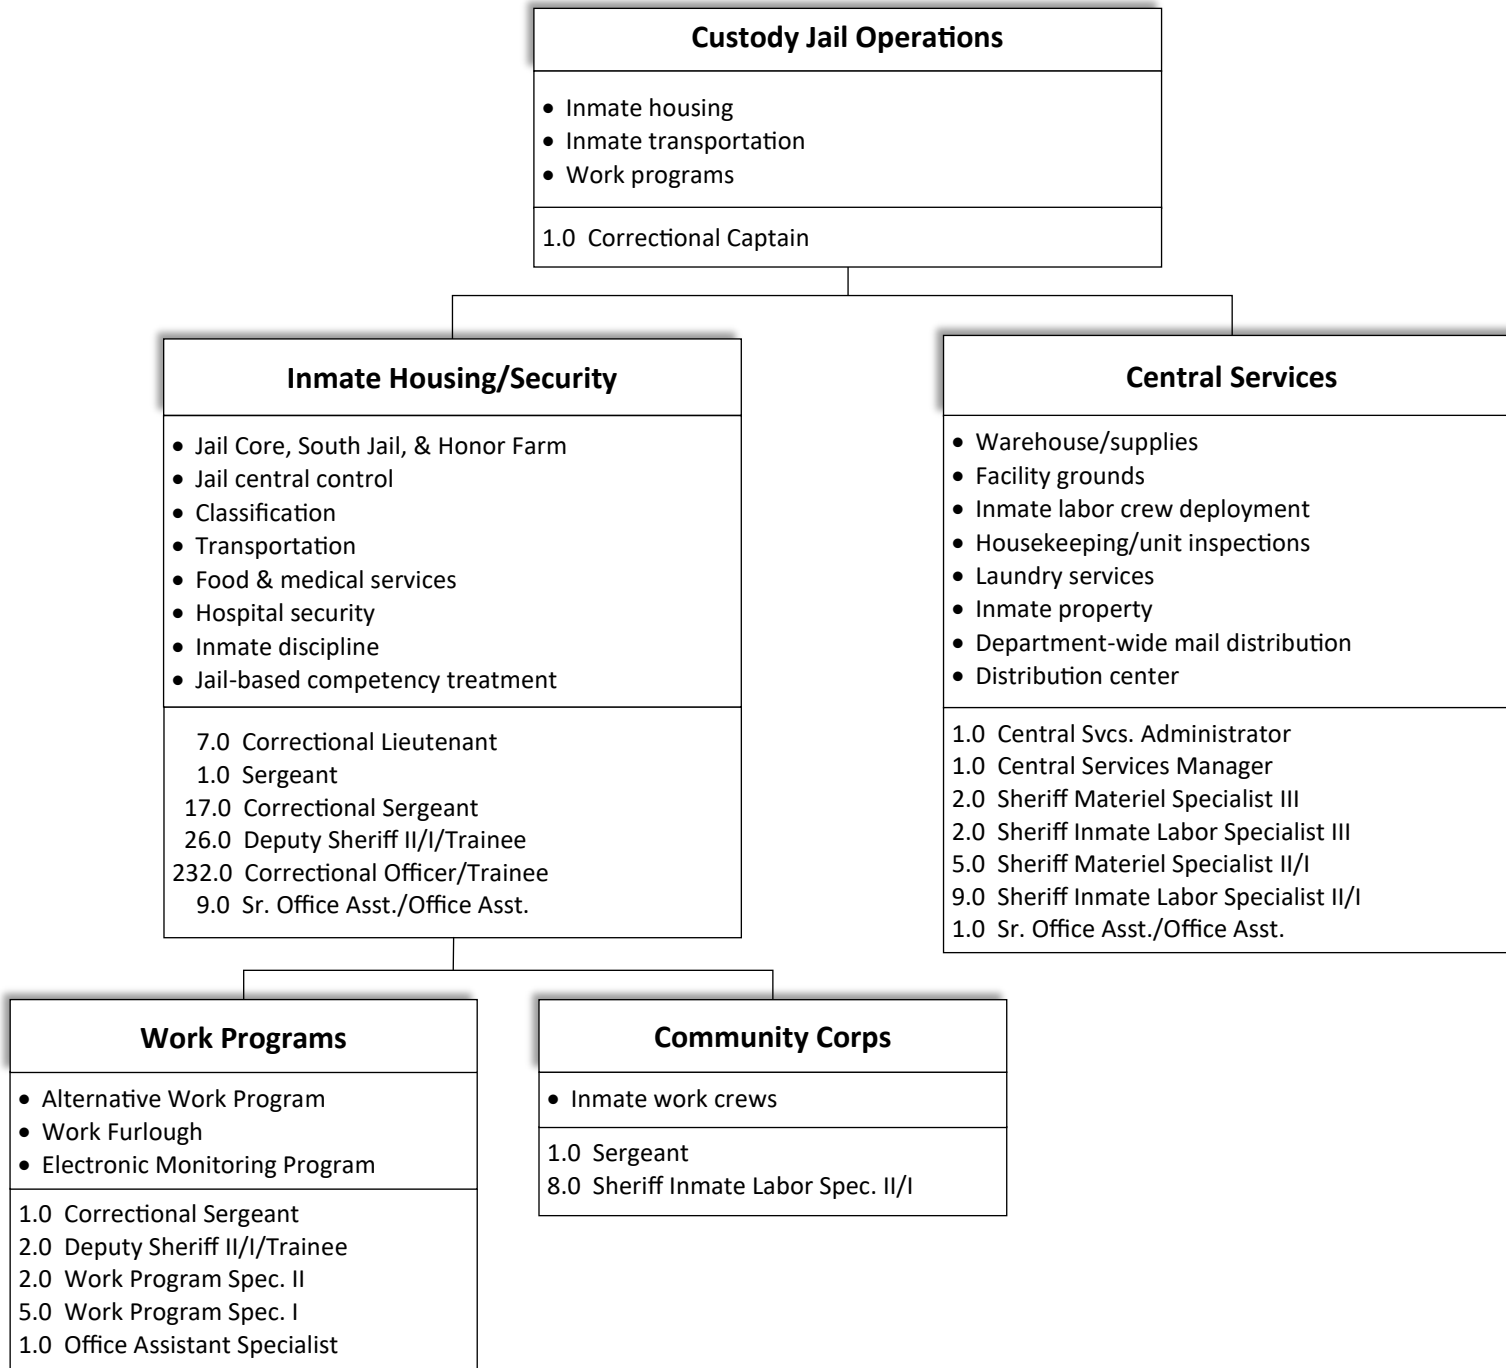 Custody Jail Operations
• Inmate housing
• Inmate transportation
• Work programs
1.0 Correctional Captain
Inmate Housing/Security
• Jail Core, South Jail, & Honor Farm
• Jail central control
• Classification
• Transportation
• Food & medical services
• Hospital security
• Inmate discipline
• Jail-based competency treatment
7.0 Correctional Lieutenant
1.0 Sergeant
17.0 Correctional Sergeant
26.0 Deputy Sheriff II/I/Trainee
232.0 Correctional Officer/Trainee
9.0 Sr. Office Asst./Office Asst.
Central Services
• Warehouse/supplies
• Facility grounds
• Inmate labor crew deployment
• Housekeeping/unit inspections
• Laundry services
• Inmate property
• Department-wide mail distribution
• Distribution center
1.0 Central Svcs. Administrator
1.0 Central Services Manager
2.0 Sheriff Materiel Specialist III
2.0 Sheriff Inmate Labor Specialist III
5.0 Sheriff Materiel Specialist II/I
9.0 Sheriff Inmate Labor Specialist II/I
1.0 Sr. Office Asst./Office Asst.
Work Programs
• Alternative Work Program
• Work Furlough
• Electronic Monitoring Program
1.0 Correctional Sergeant
2.0 Deputy Sheriff II/I/Trainee
2.0 Work Program Spec. II
5.0 Work Program Spec. I
1.0 Office Assistant Specialist
Community Corps
• Inmate work crews
1.0 Sergeant
8.0 Sheriff Inmate Labor Spec. II/I